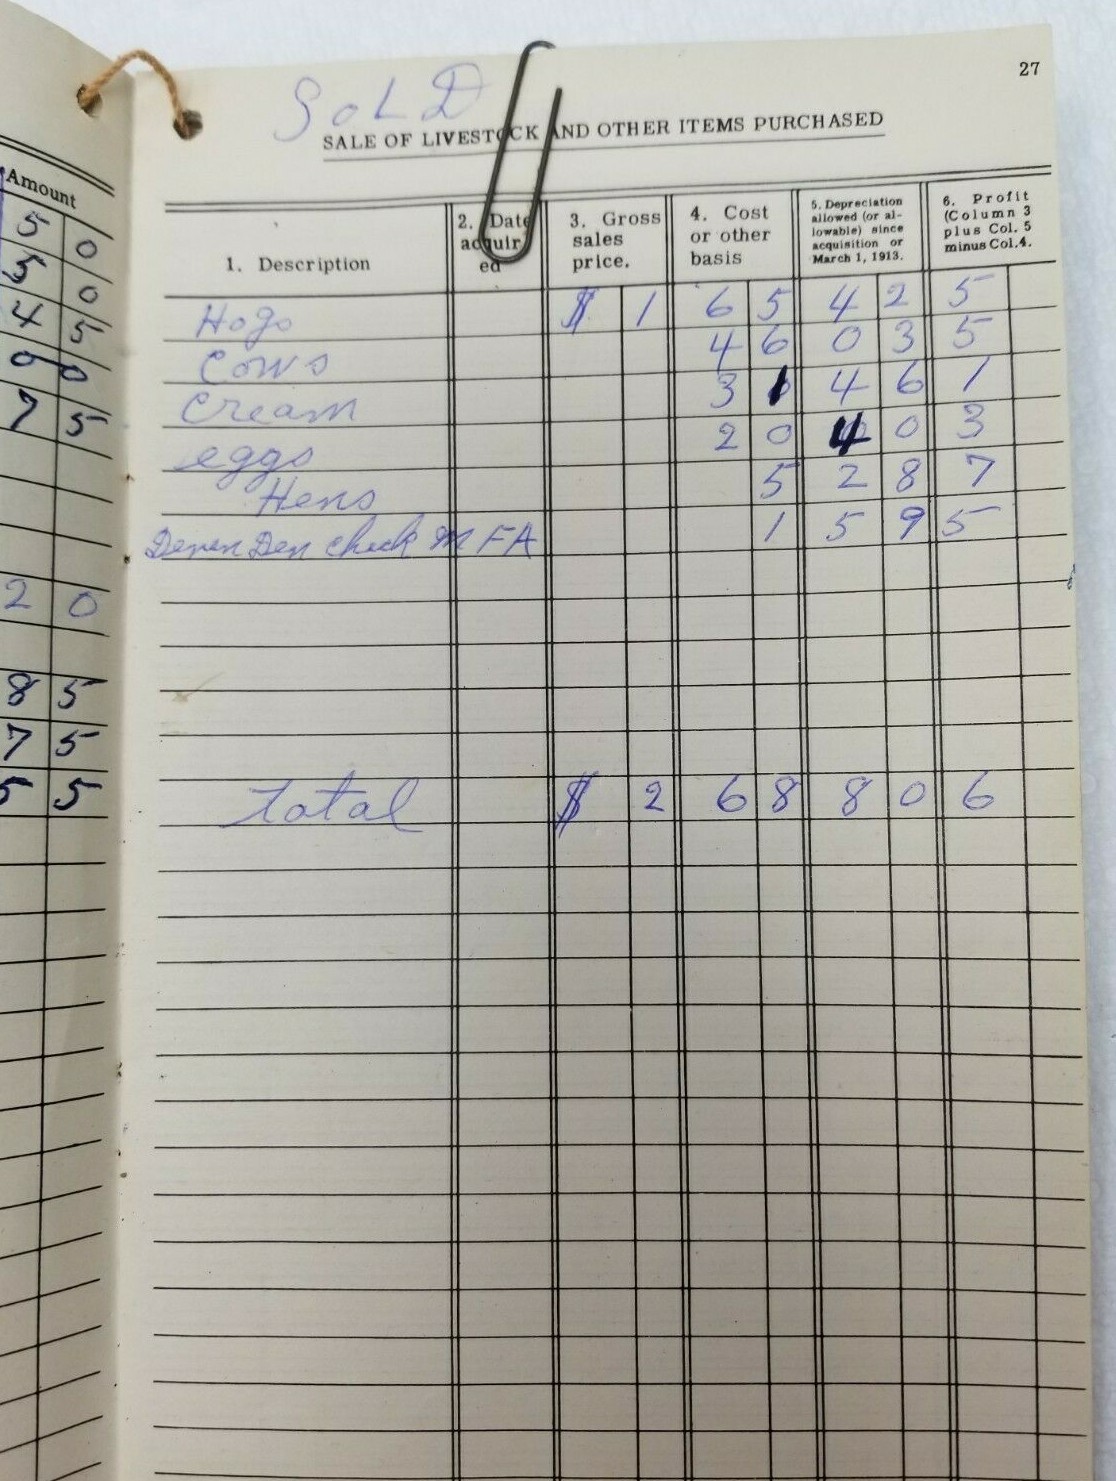 27
SOLD
SALE OF LIVESTOCK AND OTHER ITEMS PURCHASED
Amount
1. Description
2. Date acquired
3. Gross sales price.
4. Cost or other basis
5. Depreciation allowed (or allowable) since acquisition or March 1, 1913.
6. Profit (Column 3 plus Col. 5 minus Col. 4.
Hogs $ 1 6 5 4 2 5
Cows 4 6 0 3 5
Cream 3 1 4 6 1
eggs 2 0 4 0 3
Hens 5 2 8 7
check MFA 1 5 9 5
total $ 2 6 8 8 0 6
5 0
5 0
4 5
0 0
7 5
2 0
8 5
7 5
5 5